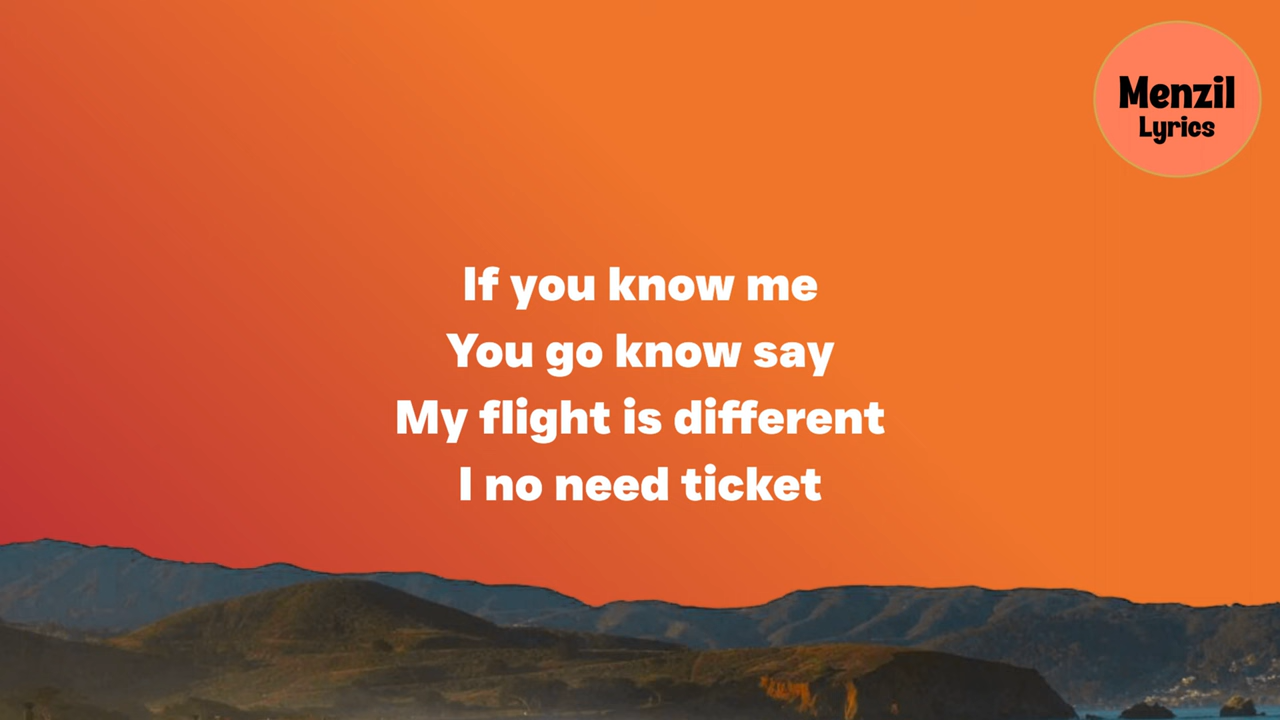 Menzil
Lyrics
If you know me
You go know say
My flight is different
I no need ticket